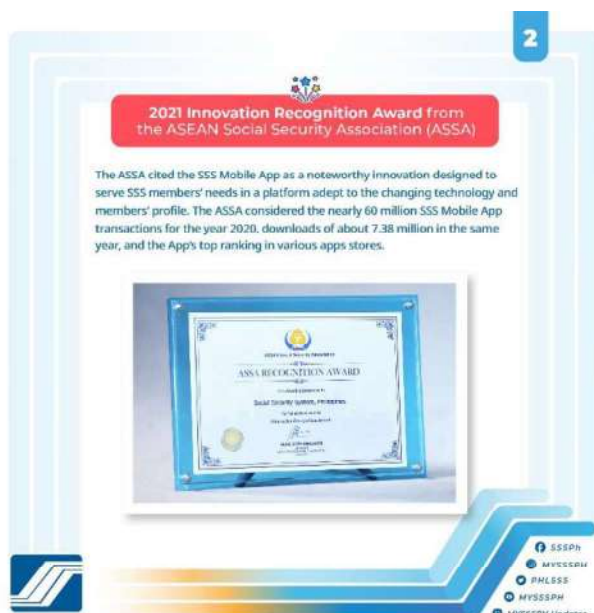 2
2021 Innovation Recognition Award from
the ASEAN Social Security Association (ASSA)
The ASSA cited the SSS Mobile App as a noteworthy innovation designed to
serve SSS members' needs in a platform adept to the changing technology and
members' profile. The ASSA considered the nearly 60 million SSS Mobile App
transactions for the year 2020, downloads of about 7.38 million in the same
year, and the App's top ranking in various apps stores.
ASSA RECOGNITION AWARD
Social Security System, Philippines
SSSPh
MYSSSPH
PHLSSS
MYSSSPH
MYSSSPH Updates